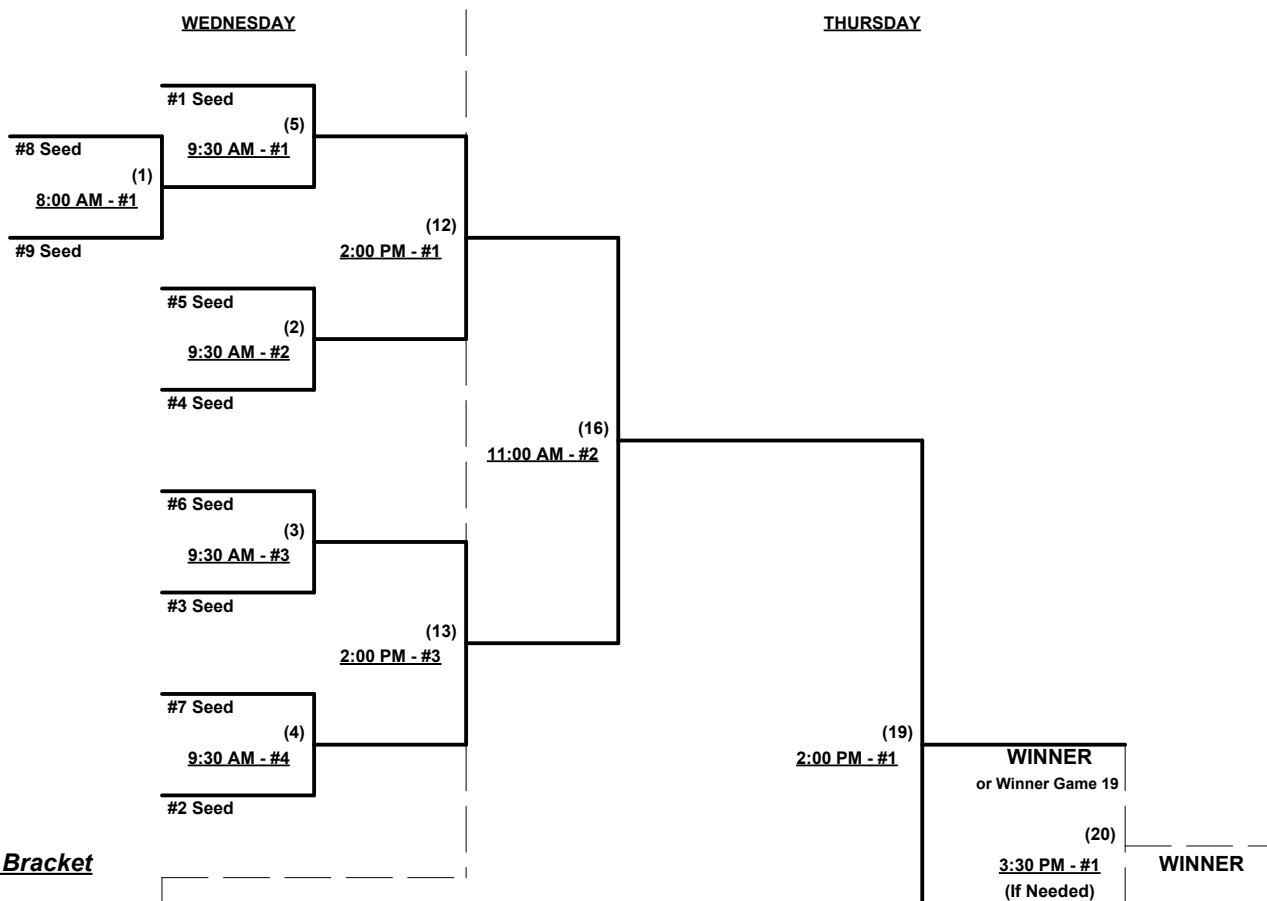 WEDNESDAY
THURSDAY
#1 Seed
(5)
9:30 AM - #1
#8 Seed
(1)
8:00 AM - #1
#9 Seed
(12)
2:00 PM - #1
#5 Seed
(2)
9:30 AM - #2
#4 Seed
(16)
11:00 AM - #2
#6 Seed
(3)
9:30 AM - #3
#3 Seed
(13)
2:00 PM - #3
#7 Seed
(4)
9:30 AM - #4
#2 Seed
(19)
2:00 PM - #1
WINNER
or Winner Game 19
(20)
3:30 PM - #1
(If Needed)
WINNER
Bracket